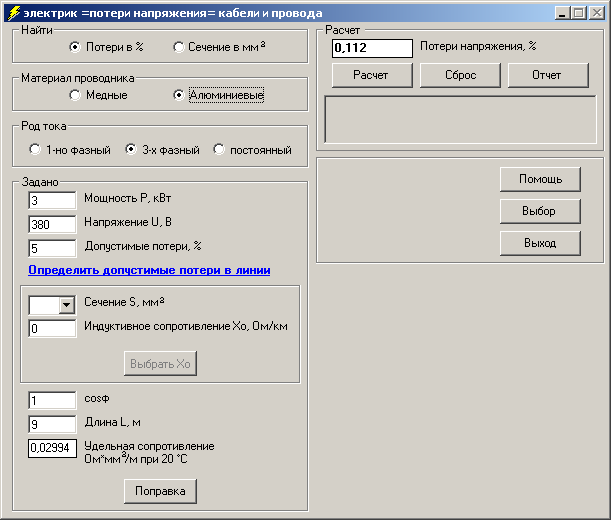 электрик =потери напряжения= кабели и провода
Найти
Потери в %
Сечение в мм²
Материал проводника
Медные
Алюминиевые
Род тока
1-но фазный
3-х фазный
постоянный
Задано
3
Мощность P, кВт
380
Напряжение U, В
5
Допустимые потери, %
Определить допустимые потери в линии
Сечение S, мм²
0
Индуктивное сопротивление Xo, Ом/км
Выбрать Xo
1
cosφ
9
Длина L, м
0,02994
Удельная сопротивление
Ом*мм²/м при 20 °C
Поправка
Расчет
0,112
Потери напряжения, %
Расчет
Сброс
Отчет
Помощь
Выбор
Выход